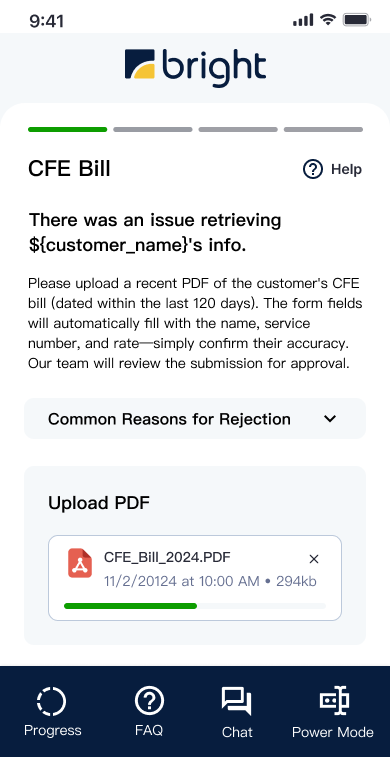 9:41
bright
CFE Bill
Help
There was an issue retrieving
${customer_name}'s info.
Please upload a recent PDF of the customer's CFE
bill (dated within the last 120 days). The form fields
will automatically fill with the name, service
number, and rate—simply confirm their accuracy.
Our team will review the submission for approval.
Common Reasons for Rejection
Upload PDF
CFE_Bill_2024.PDF
11/2/20124 at 10:00 AM • 294kb
Progress
FAQ
Chat
Power Mode